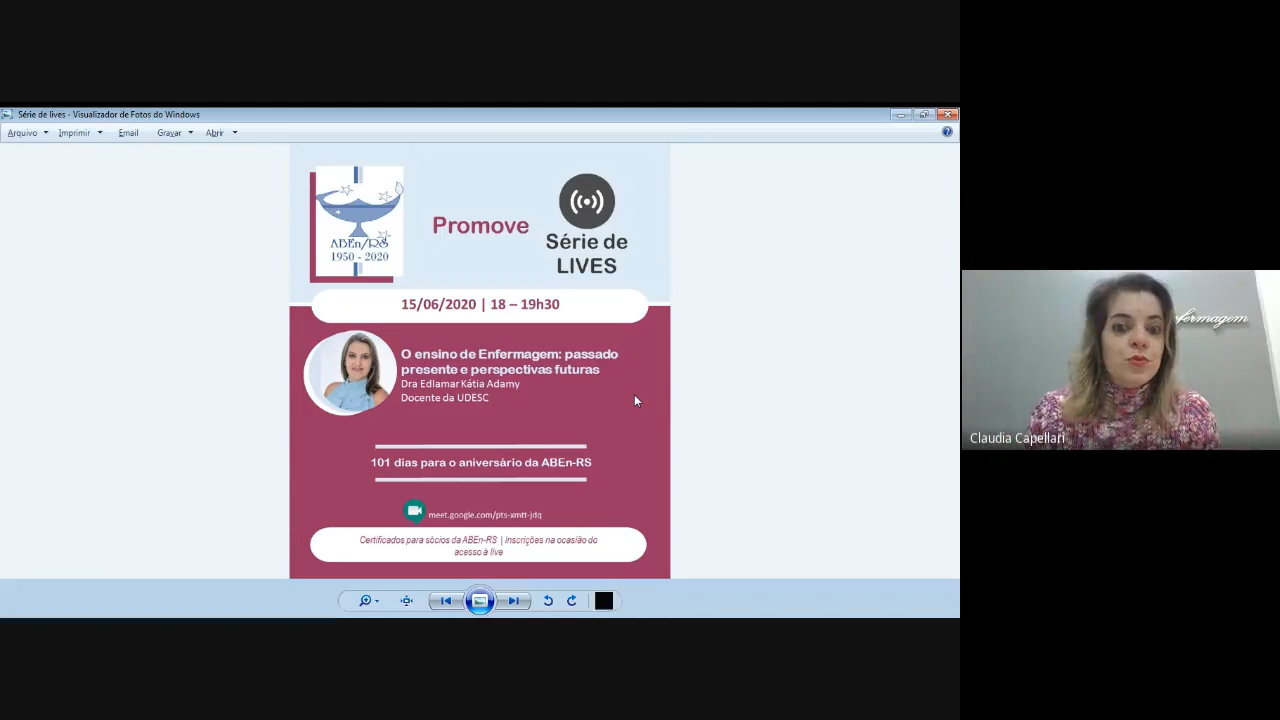 Série de lives - Visualizador de Fotos do Windows
Arquivo Imprimir Email Gravar Abrir
ABEn/RS
1950 - 2020
Promove
Série de
LIVES
15/06/2020 | 18 – 19h30
O ensino de Enfermagem: passado
presente e perspectivas futuras
Dra Edlamar Kátia Adamy
Docente da UDESC
101 dias para o aniversário da ABEn-RS
meet.google.com/pts-xmtt-jdq
Certificados para sócios da ABEn-RS | Inscrições na ocasião do
acesso à live
fermagem
Claudia Capellari